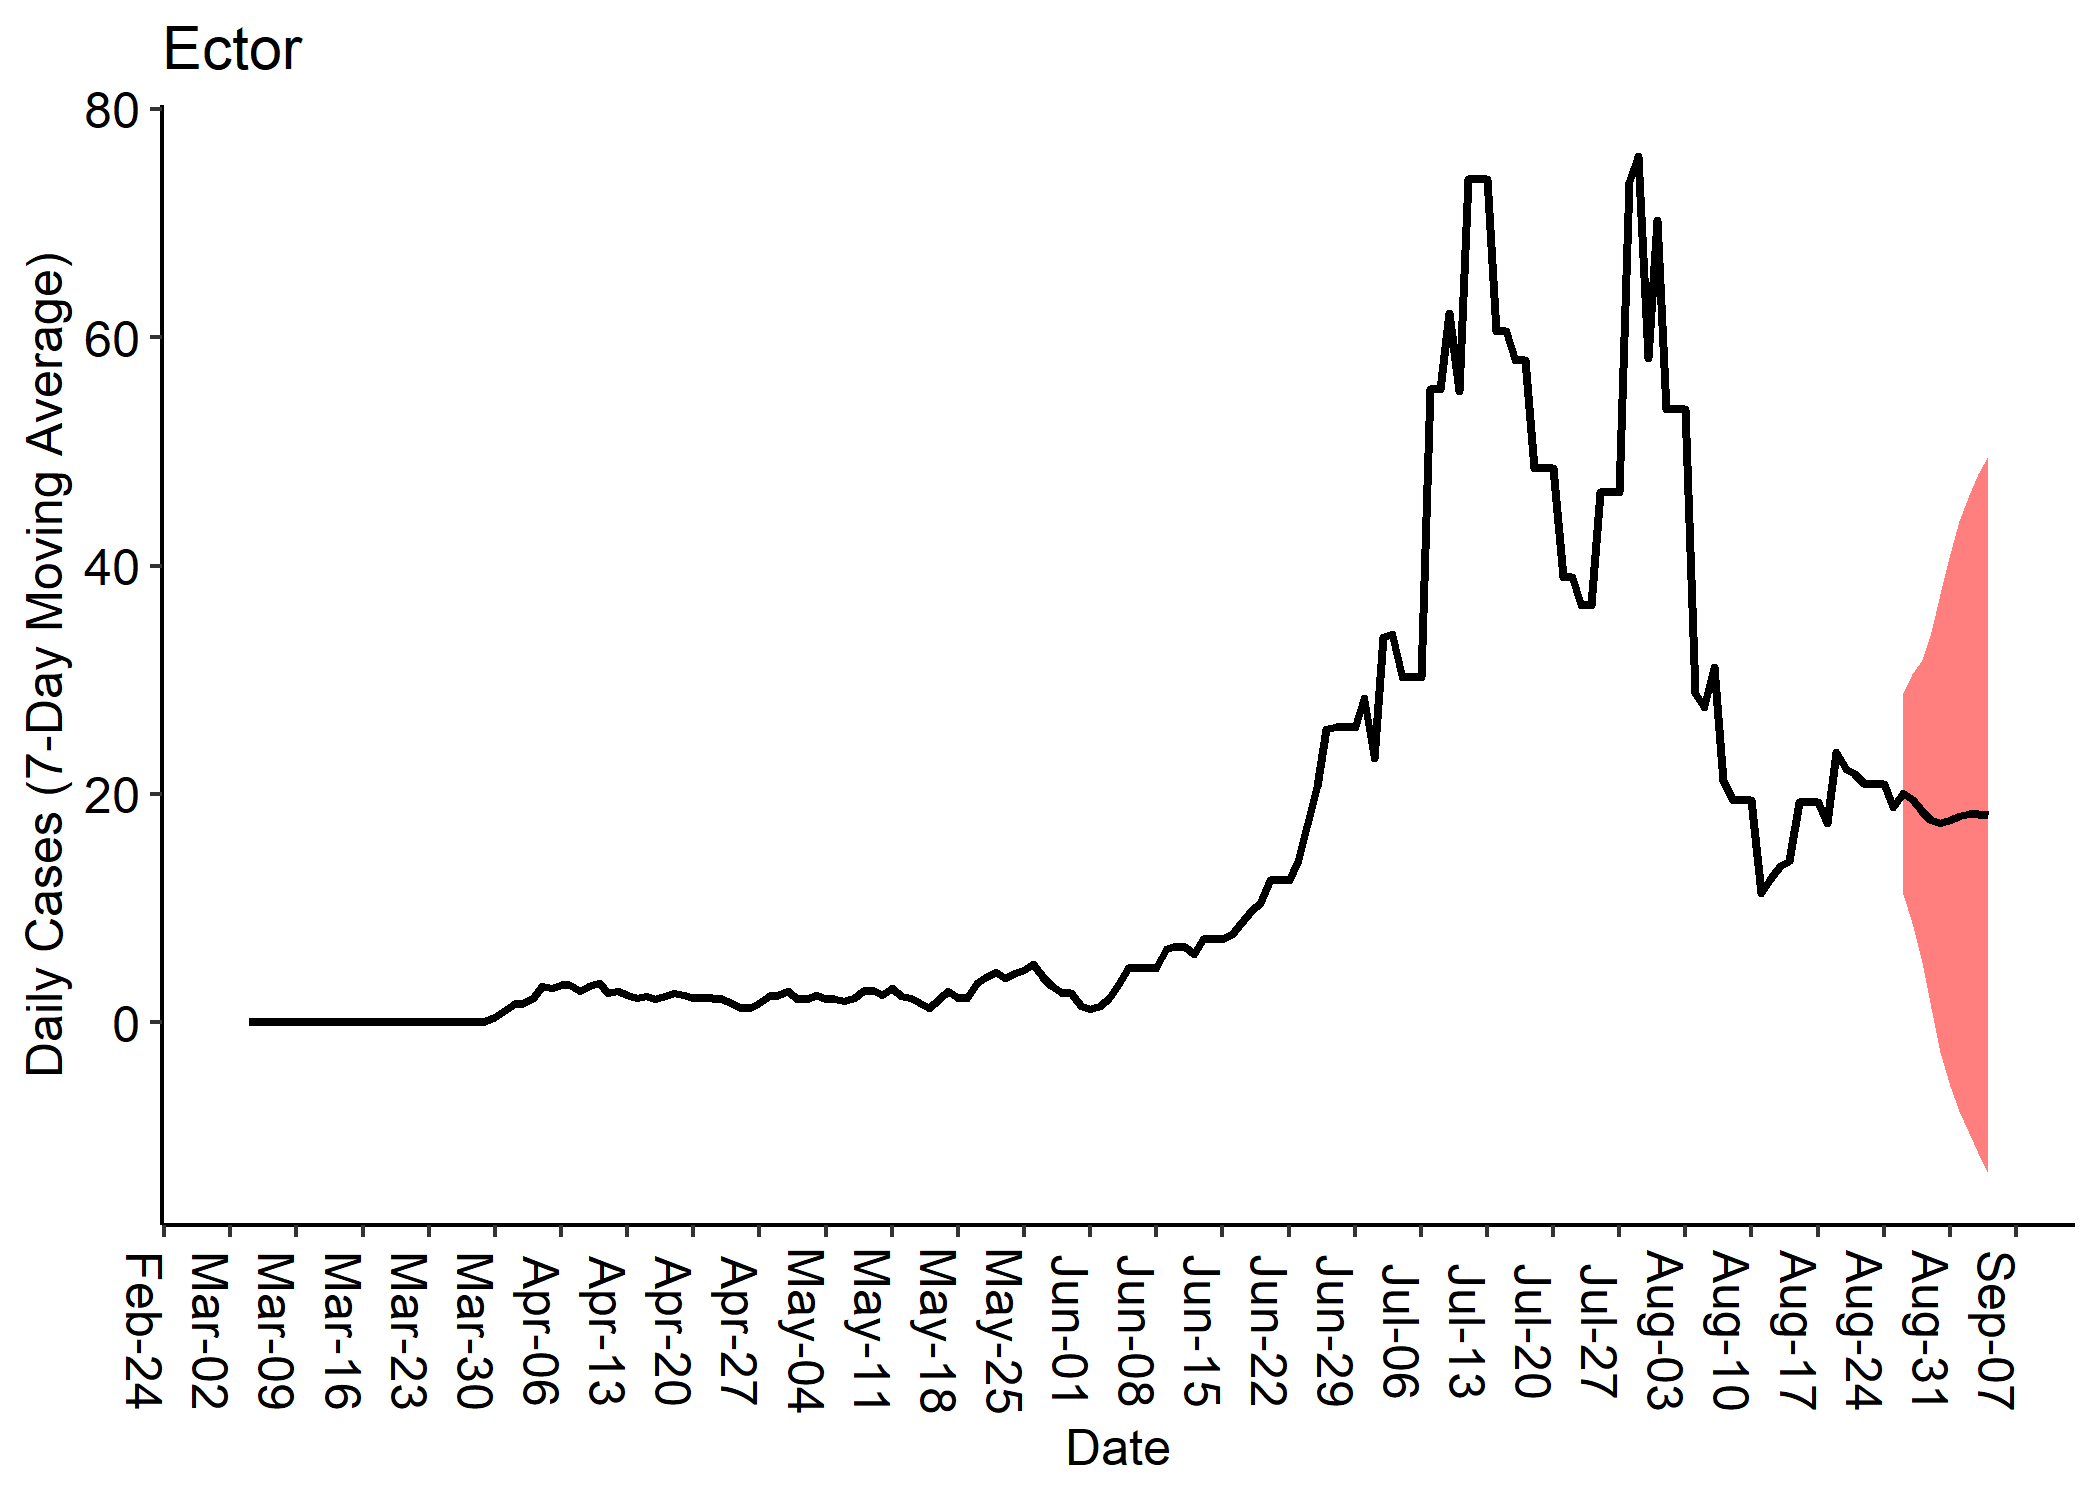 Ector
Daily Cases (7-Day Moving Average)
80
60
40
20
0
Feb-24
Mar-02
Mar-09
Mar-16
Mar-23
Mar-30
Apr-06
Apr-13
Apr-20
Apr-27
May-04
May-11
May-18
May-25
Jun-01
Jun-08
Jun-15
Jun-22
Jun-29
Jul-06
Jul-13
Jul-20
Jul-27
Aug-03
Aug-10
Aug-17
Aug-24
Aug-31
Sep-07
Date